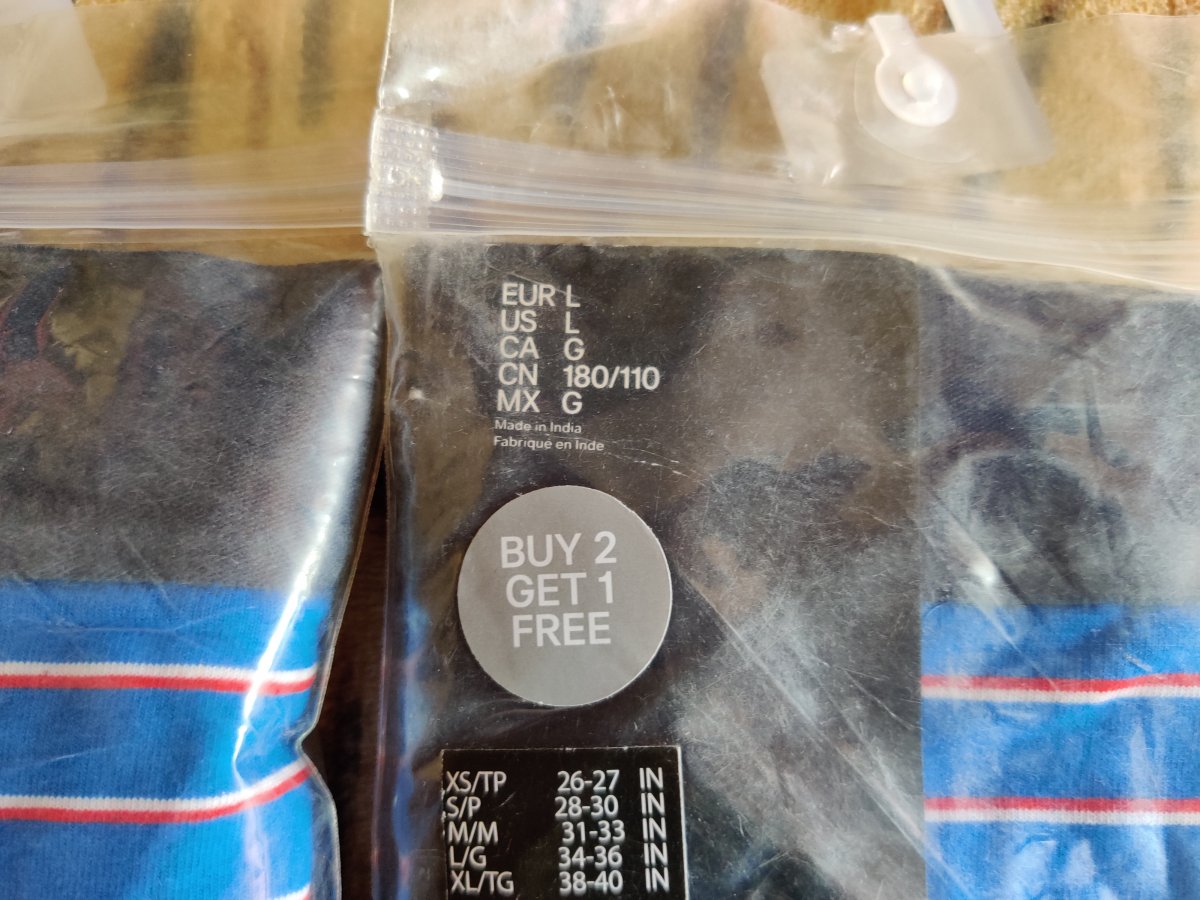 EUR L
US L
CA G
CN 180/110
MX G
Made in India
Fabriqué en Inde
BUY 2
GET 1
FREE
XS/TP 26-27 IN
S/P 28-30 IN
M/M 31-33 IN
L/G 34-36 IN
XL/TG 38-40 IN